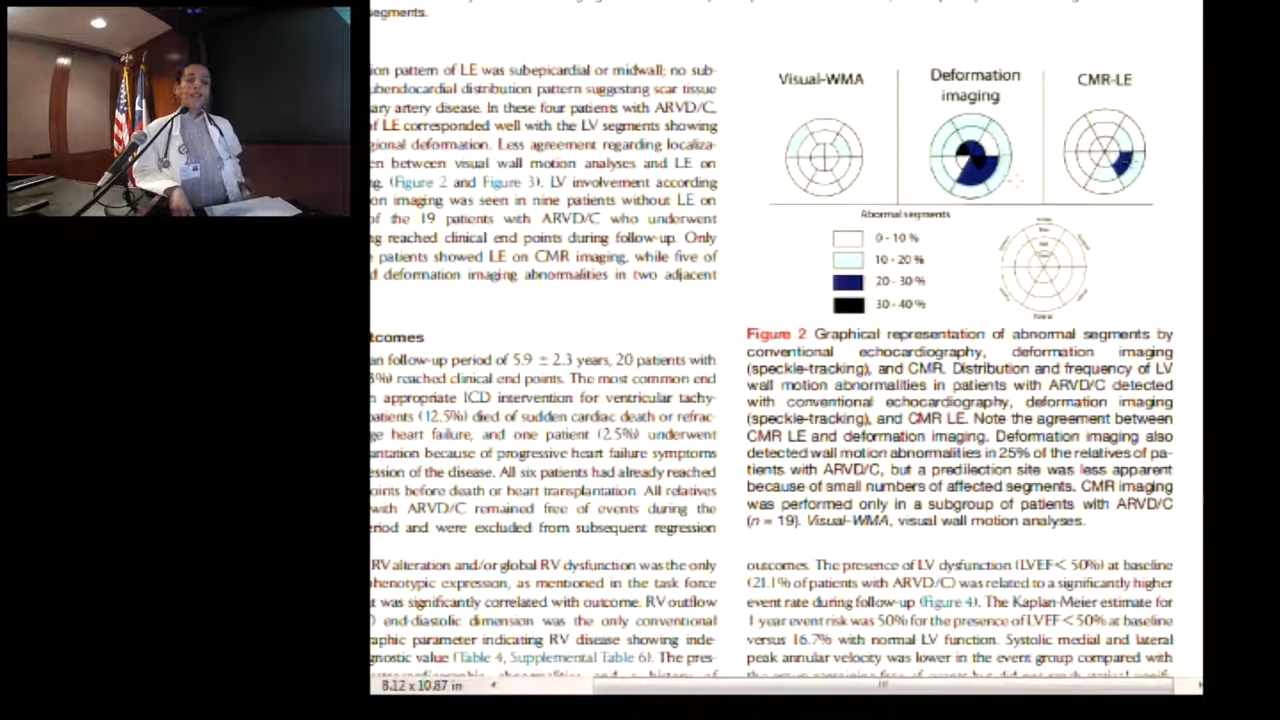 segments.
ion pattern of LE was subepicardial or midwall; no sub-
hendocardial distribution pattern suggesting scar tissue
ary artery disease. In these four patients with ARVD/C,
f LE corresponded well with the LV segments showing
gional deformation. Less agreement regarding localiza-
en between visual wall motion analyses and LE on
g. (Figure 2 and Figure 3). LV involvement according
on imaging was seen in nine patients without LE on
of the 19 patients with ARVD/C who underwent
g reached clinical end points during follow-up. Only
patients showed LE on CMR imaging, while five of
d deformation imaging abnormalities in two adjacent
tcomes
an follow-up period of 5.9 ± 2.3 years, 20 patients with
%) reached clinical end points. The most common end
appropriate ICD intervention for ventricular tachy-
atients (12.5%) died of sudden cardiac death or refrac-
ge heart failure, and one patient (2.5%) underwent
antation because of progressive heart failure symptoms
ession of the disease. All six patients had already reached
oints before death or heart transplantation. All relatives
with ARVD/C remained free of events during the
riod and were excluded from subsequent regression
RV alteration and/or global RV dysfunction was the only
henotypic expression, as mentioned in the task force
t was significantly correlated with outcome. RV outflow
end-diastolic dimension was the only conventional
aphic parameter indicating RV disease showing inde-
gnostic value (Table 4, Supplemental Table 6). The pres-
Visual-WMA
Deformation
imaging
CMR-LE
Abormal segments
0 - 10 %
10 - 20 %
20 - 30 %
30 - 40 %
Figure 2 Graphical representation of abnormal segments by
conventional echocardiography, deformation imaging
(speckle-tracking), and CMR. Distribution and frequency of LV
wall motion abnormalities in patients with ARVD/C detected
with conventional echocardiography, deformation imaging
(speckle-tracking), and CMR LE. Note the agreement between
CMR LE and deformation imaging. Deformation imaging also
detected wall motion abnormalities in 25% of the relatives of pa-
tients with ARVD/C, but a predilection site was less apparent
because of small numbers of affected segments. CMR imaging
was performed only in a subgroup of patients with ARVD/C
(n = 19). Visual-WMA, visual wall motion analyses.
outcomes. The presence of LV dysfunction (LVEF < 50%) at baseline
(21.1% of patients with ARVD/C) was related to a significantly higher
event rate during follow-up (Figure 4). The Kaplan-Meier estimate for
1 year event risk was 50% for the presence of LVEF < 50% at baseline
versus 16.7% with normal LV function. Systolic medial and lateral
peak annular velocity was lower in the event group compared with
8.12 x 10.87 in